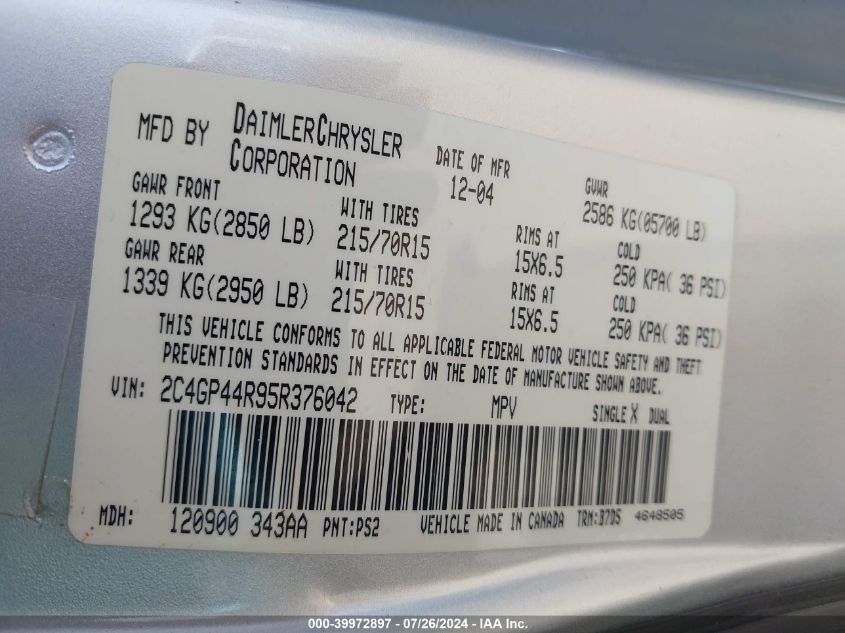 MFD BY DAIMLERCHRYSLER CORPORATION
DATE OF MFR 12-04
GVWR 2586 KG(05700 LB)
GAWR FRONT 1293 KG(2850 LB)
WITH TIRES 215/70R15
RIMS AT 15X6.5
COLD 250 KPA( 36 PSI)
GAWR REAR 1339 KG(2950 LB)
WITH TIRES 215/70R15
RIMS AT 15X6.5
COLD 250 KPA( 36 PSI)
THIS VEHICLE CONFORMS TO ALL APPLICABLE FEDERAL MOTOR VEHICLE SAFETY AND THEFT
PREVENTION STANDARDS IN EFFECT ON THE DATE OF MANUFACTURE SHOWN ABOVE.
VIN: 2C4GP44R95R376042 TYPE: MPV SINGLE X DUAL
MDH: 120900 343AA PNT:PS2 VEHICLE MADE IN CANADA TRN:B7D5 4648505
000-39972897 / 07/26/2024 - IAA Inc.